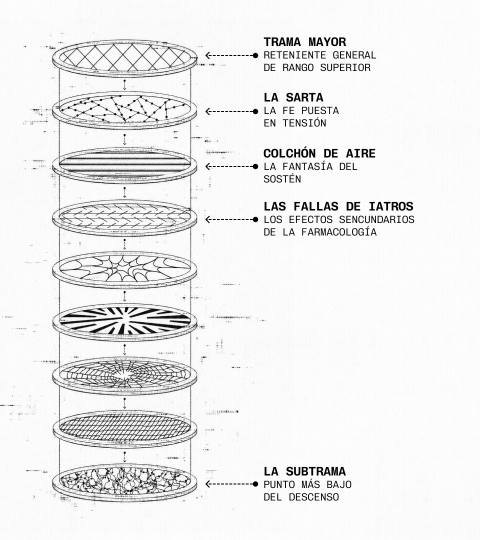 TRAMA MAYOR
RETENIENTE GENERAL
DE RANGO SUPERIOR
LA SARTA
LA FE PUESTA
EN TENSIÓN
COLCHÓN DE AIRE
LA FANTASÍA DEL
SOSTÉN
LAS FALLAS DE IATROS
LOS EFECTOS SENCUNDARIOS
DE LA FARMACOLOGÍA
LA SUBTRAMA
PUNTO MÁS BAJO
DEL DESCENSO